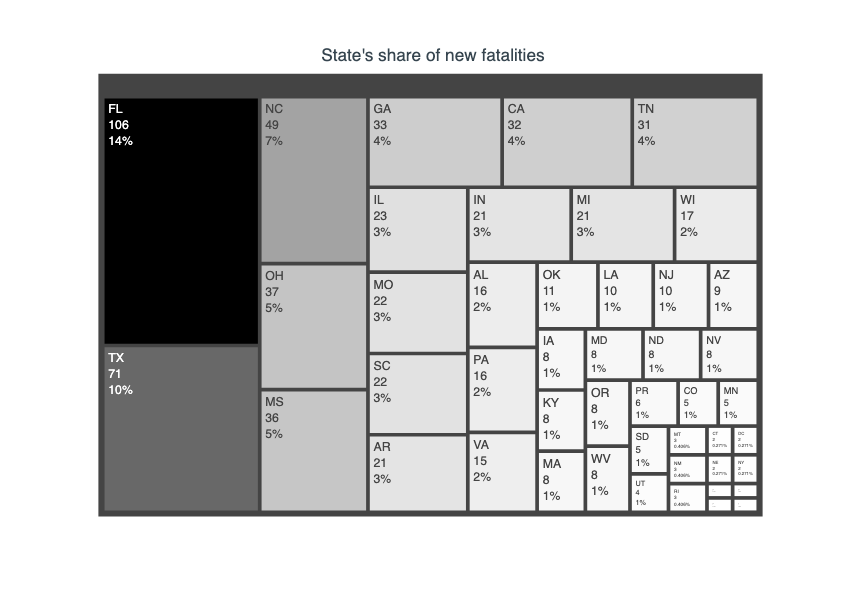 State's share of new fatalities
FL
106
14%
TX
71
10%
NC
49
7%
OH
37
5%
MS
36
5%
GA
33
4%
CA
32
4%
TN
31
4%
IL
23
3%
MO
22
3%
SC
22
3%
AR
21
3%
IN
21
3%
MI
21
3%
WI
17
2%
AL
16
2%
PA
16
2%
VA
15
2%
OK
11
1%
LA
10
1%
NJ
10
1%
AZ
9
1%
IA
8
1%
KY
8
1%
MA
8
1%
MD
8
1%
ND
8
1%
NV
8
1%
OR
8
1%
WV
8
1%
PR
6
1%
CO
5
1%
MN
5
1%
SD
5
1%
UT
4
1%
MT
3
0.406%
NM
3
0.406%
RI
3
0.406%
CT
2
0.271%
DC
2
0.271%
NE
2
0.271%
NY
2
0.271%